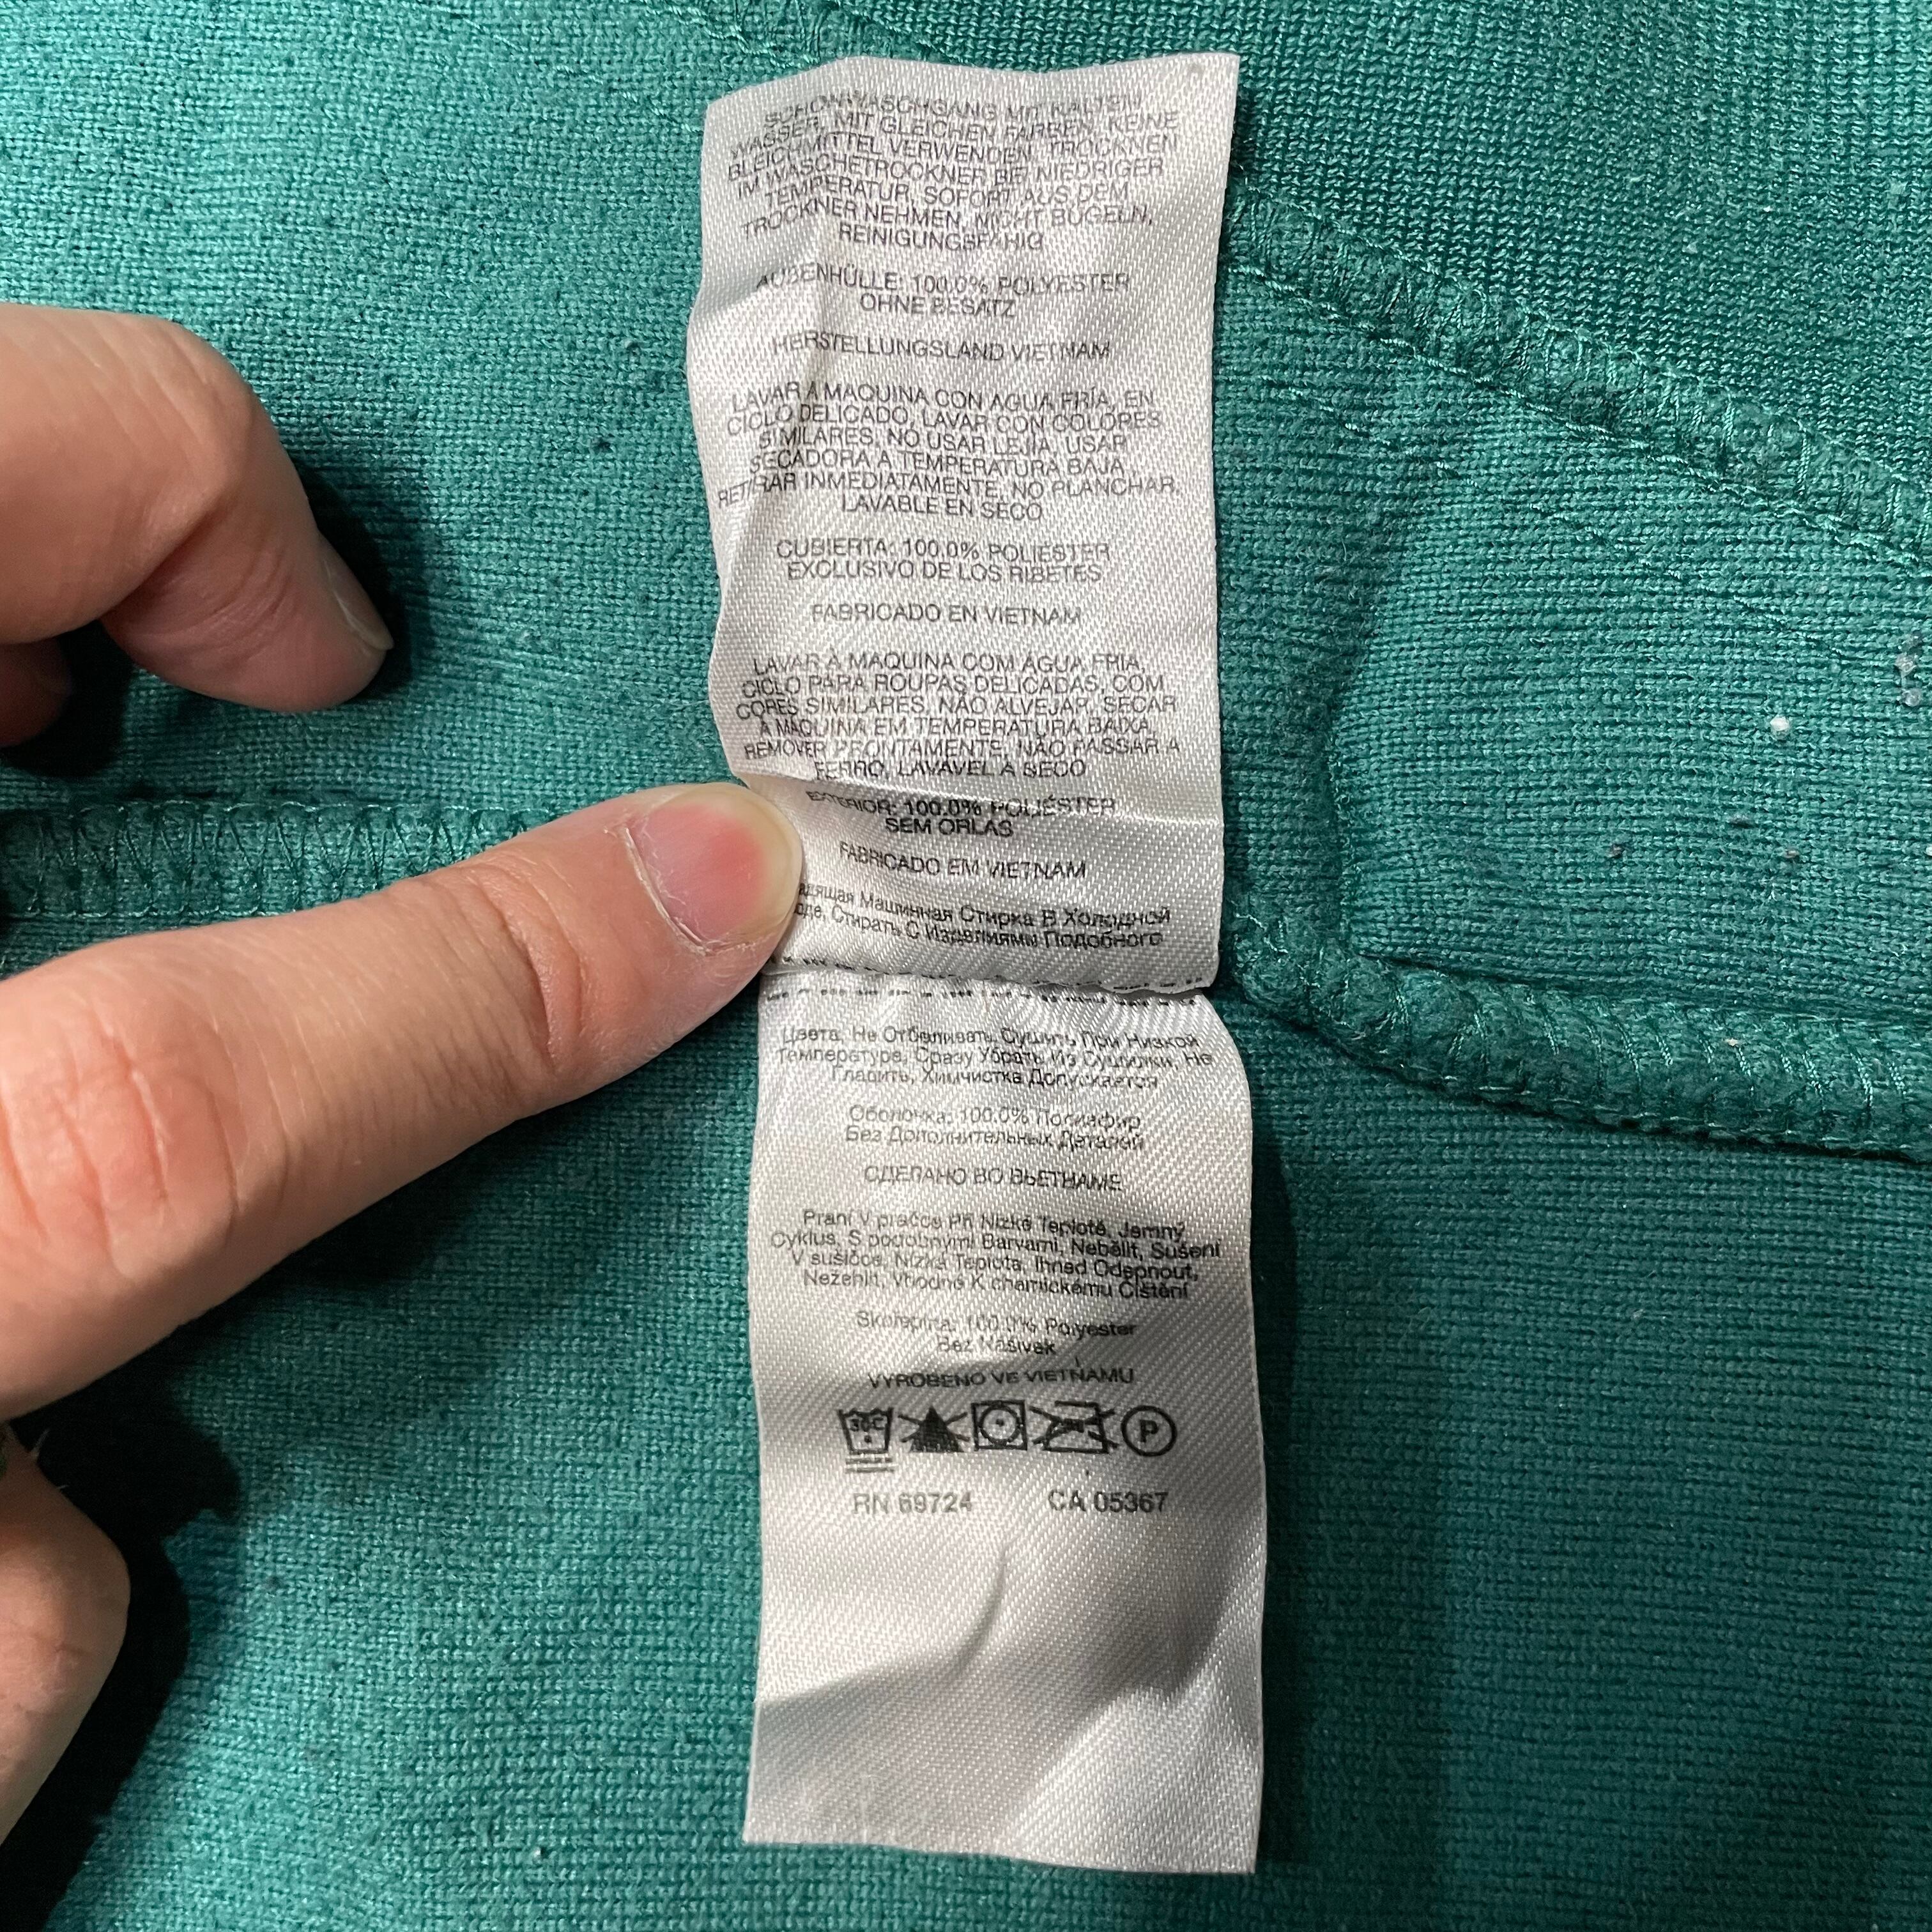 SCHONWASCHGANG MIT KALTEM
WASSER, MIT GLEICHEN FARBEN, KEINE
BLEICHMITTEL VERWENDEN, TROCKNEN
IM WASCHETROCKNER BEI NIEDRIGER
TEMPERATUR, SOFORT AUS DEM
TROCKNER NEHMEN, NICHT BÜGELN,
REINIGUNGSFÄHIG
AUßENHÜLLE: 100.0% POLYESTER
OHNE BESATZ
HERSTELLUNGSLAND VIETNAM
LAVAR A MAQUINA CON AGUA FRÍA, EN
CICLO DELICADO, LAVAR CON COLORES
SIMILARES, NO USAR LEJÍA, USAR
SECADORA A TEMPERATURA BAJA,
RETIRAR INMEDIATAMENTE, NO PLANCHAR,
LAVABLE EN SECO
CUBIERTA: 100.0% POLIESTER
EXCLUSIVO DE LOS RIBETES
FABRICADO EN VIETNAM
LAVAR À MAQUINA COM ÁGUA FRIA,
CICLO PARA ROUPAS DELICADAS, COM
CORES SIMILARES, NÃO ALVEJAR, SECAR
A MAQUINA EM TEMPERATURA BAIXA,
REMOVER PRONTAMENTE, NÃO PASSAR A
FERRO, LAVAVEL A SECO
EXTERIOR: 100.0% POLIÉSTER
SEM ORLAS
FABRICADO EM VIETNAM
адящая Машинная Стирка В Холодной
оде, Стирать С Изделиями Подобного
Цвета, Не Отбеливать, Сушить При Низкой
Температуре, Сразу Убрать Из Сушилки, Не
Гладить, Химчистка Допускается
Оболочка: 100.0% Полиэфир
Без Дополнительных Деталей
СДЕЛАНО ВО ВЬЕТНАМЕ
Praní V pračce Při Nízké Teplotě, Jemný
Cyklus, S podobnými Barvami, Nebělit, Sušení
V sušičce, Nízká Teplota, Ihned Odepnout,
Nežehlit, Vhodné K chemickému Čištění
Skořepina: 100.0% Polyester
Bez Nášivek
VYROBENO VE VIETNAMU
30C
P
RN 69724 CA 05367